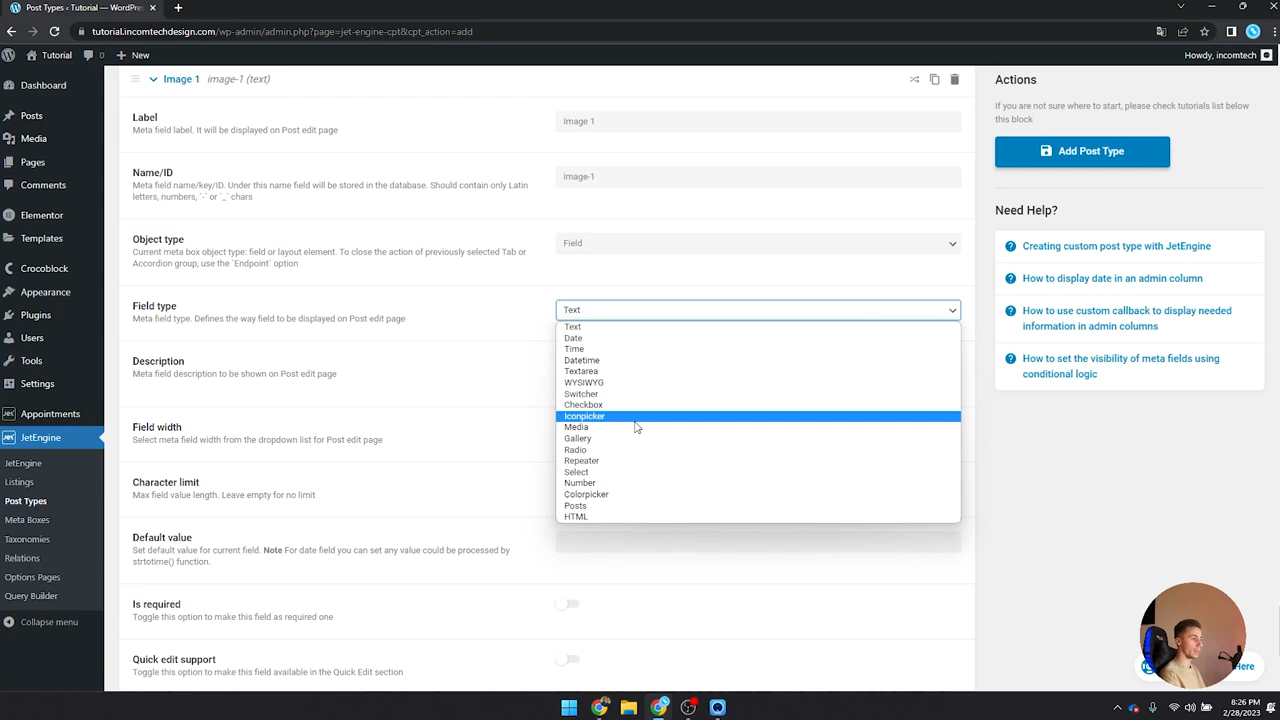 Post Types ‹ Tutorial — Wordpre
tutorial.incomtechdesign.com/wp-admin/admin.php?page=jet-engine-cpt&cpt_action=add
Tutorial
0
New
Howdy, incomtech
Dashboard
Posts
Media
Pages
Comments
Elementor
Templates
Crocoblock
Appearance
Plugins
Users
Tools
Settings
Appointments
JetEngine
JetEngine
Listings
Post Types
Meta Boxes
Taxonomies
Relations
Options Pages
Query Builder
Collapse menu
Image 1 image-1 (text)
Label
Meta field label. It will be displayed on Post edit page
Image 1
Name/ID
Meta field name/key/ID. Under this name field will be stored in the database. Should contain only Latin
letters, numbers, `-` or `_` chars
image-1
Object type
Current meta box object type: field or layout element. To close the action of previously selected Tab or
Accordion group, use the `Endpoint` option
Field
Field type
Meta field type. Defines the way field to be displayed on Post edit page
Text
Text
Date
Time
Datetime
Textarea
WYSIWYG
Switcher
Checkbox
Iconpicker
Media
Gallery
Radio
Repeater
Select
Number
Colorpicker
Posts
HTML
Description
Meta field description to be shown on Post edit page
Field width
Select meta field width from the dropdown list for Post edit page
Character limit
Max field value length. Leave empty for no limit
Default value
Set default value for current field. Note For date field you can set any value could be processed by
strtotime() function.
Is required
Toggle this option to make this field as required one
Quick edit support
Toggle this option to make this field available in the Quick Edit section
Actions
If you are not sure where to start, please check tutorials list below
this block
Add Post Type
Need Help?
Creating custom post type with JetEngine
How to display date in an admin column
How to use custom callback to display needed
information in admin columns
How to set the visibility of meta fields using
conditional logic
Here
8:26 PM
2/28/2023